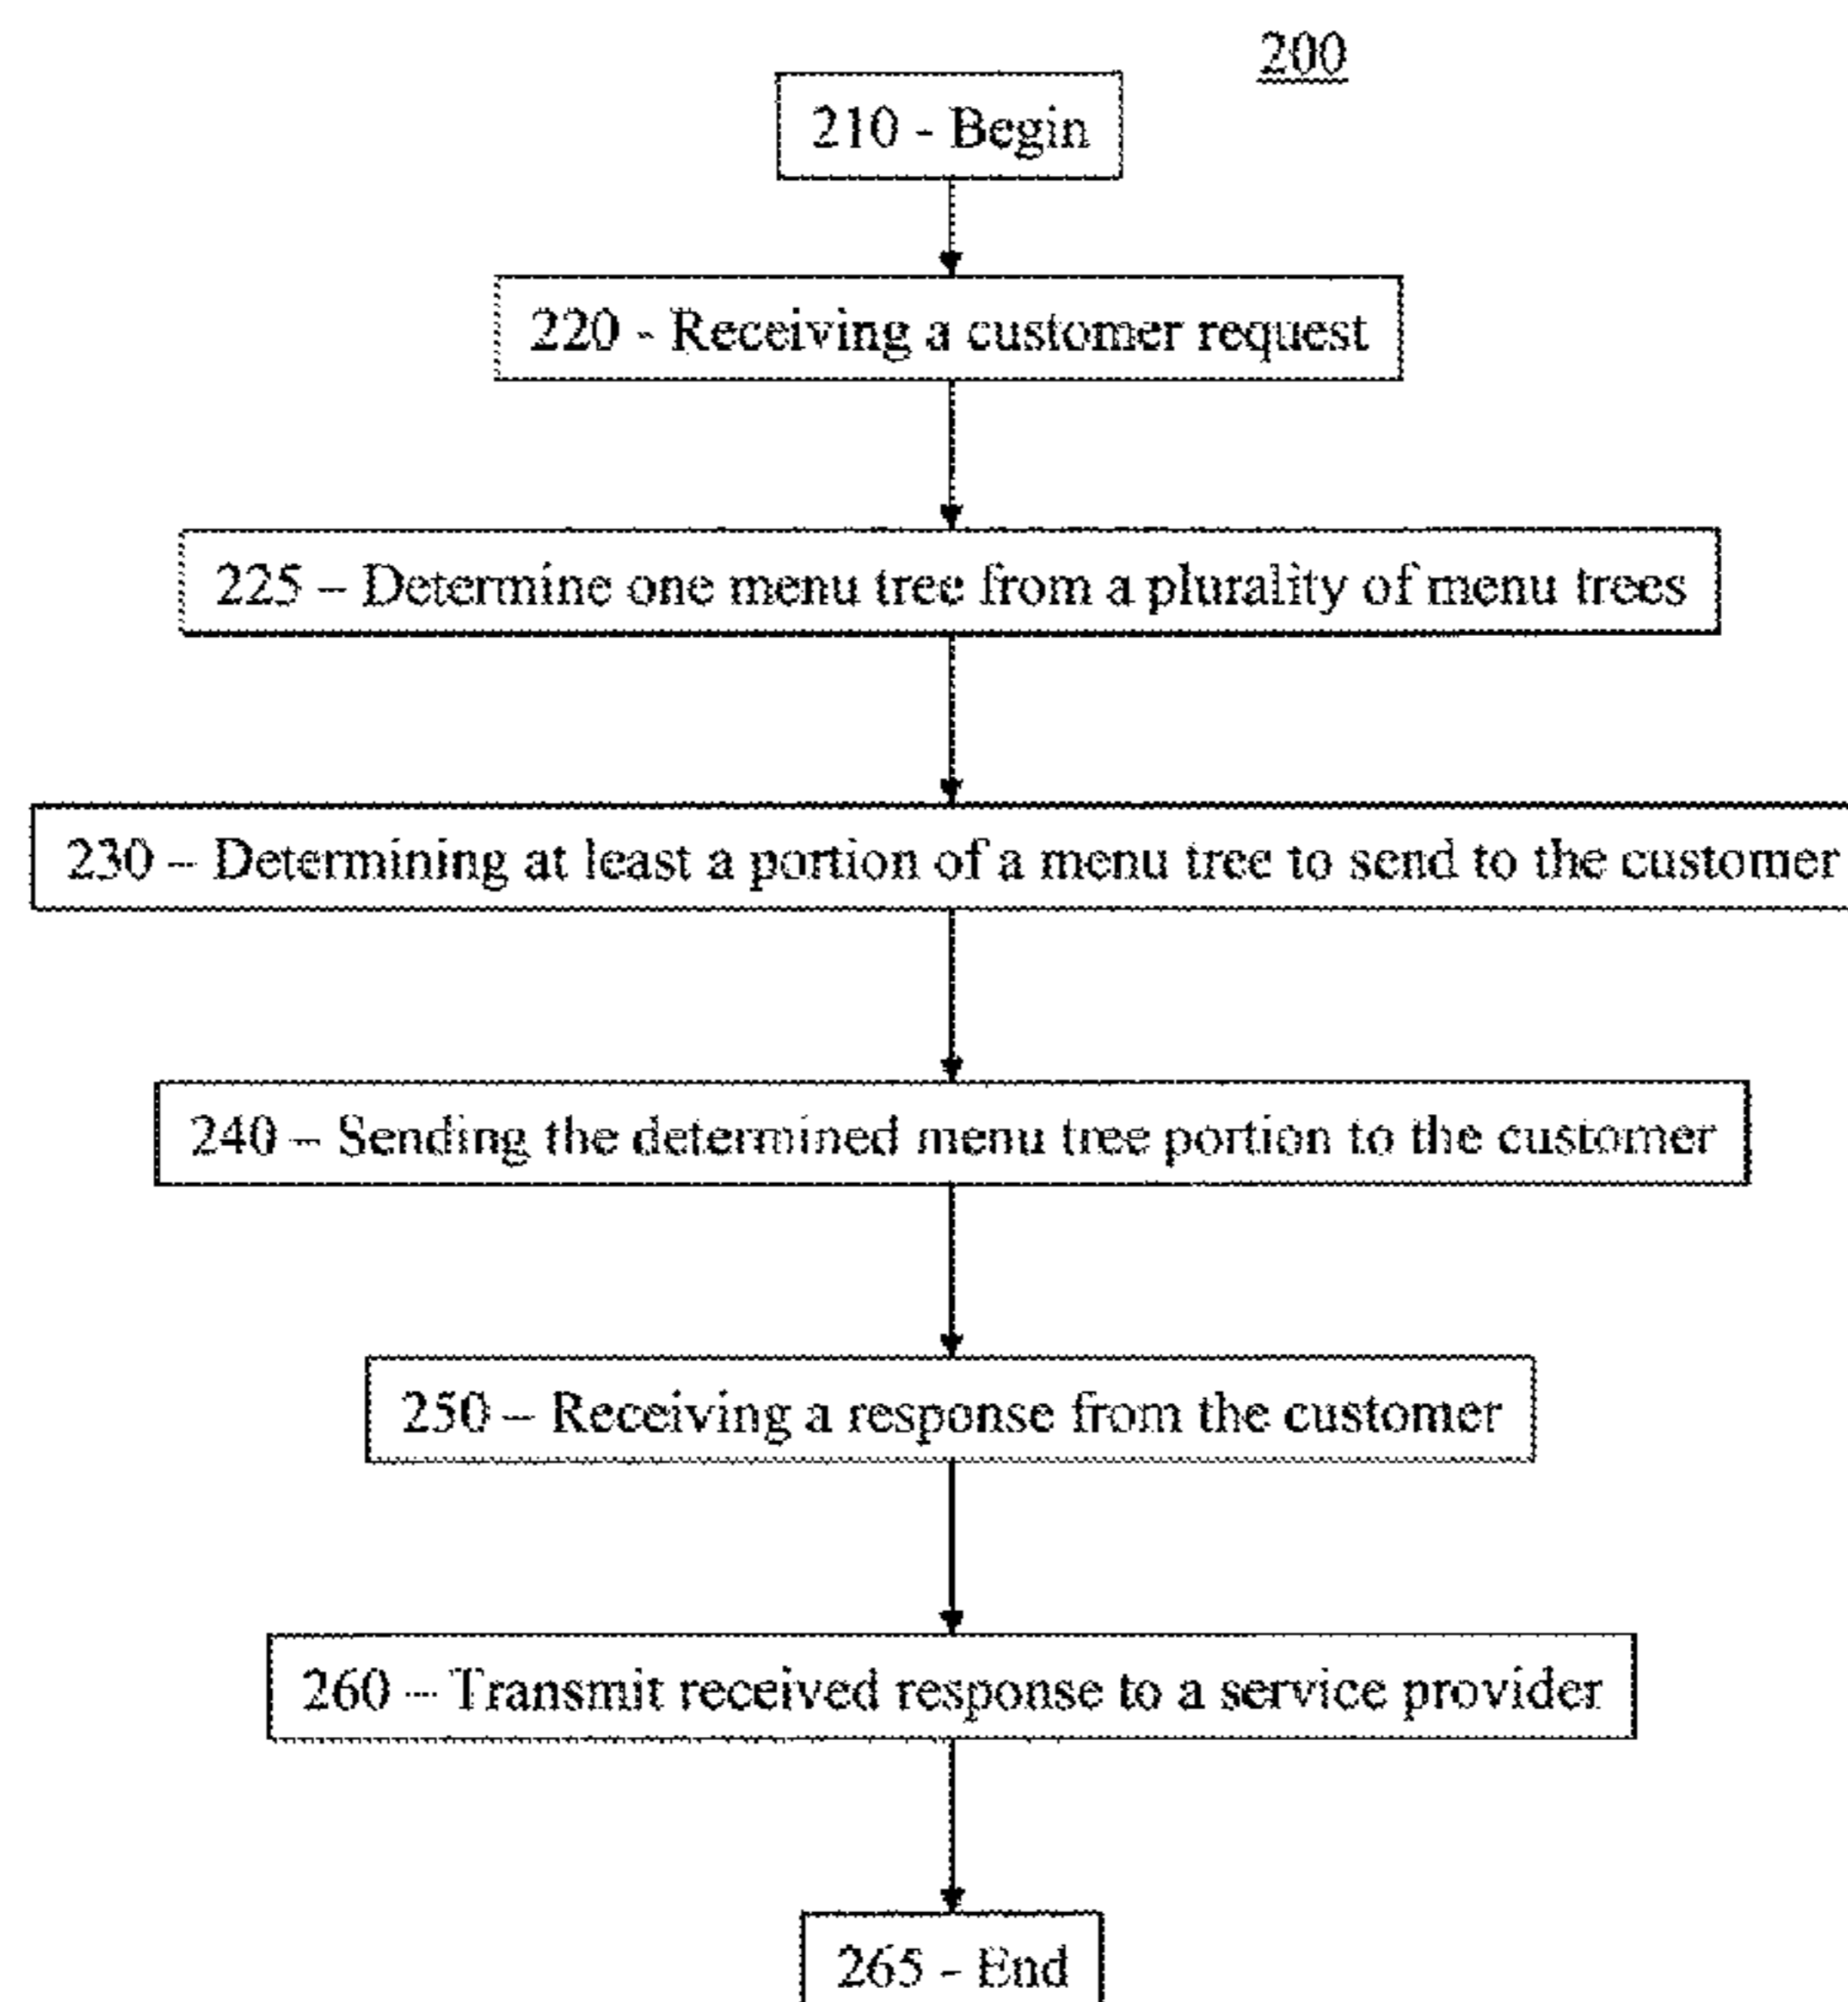 200
210 - Begin
220 - Receiving a customer request
225 – Determine one menu tree from a plurality of menu trees
230 – Determining at least a portion of a menu tree to send to the customer
240 – Sending the determined menu tree portion to the customer
250 – Receiving a response from the customer
260 – Transmit received response to a service provider
265 - End